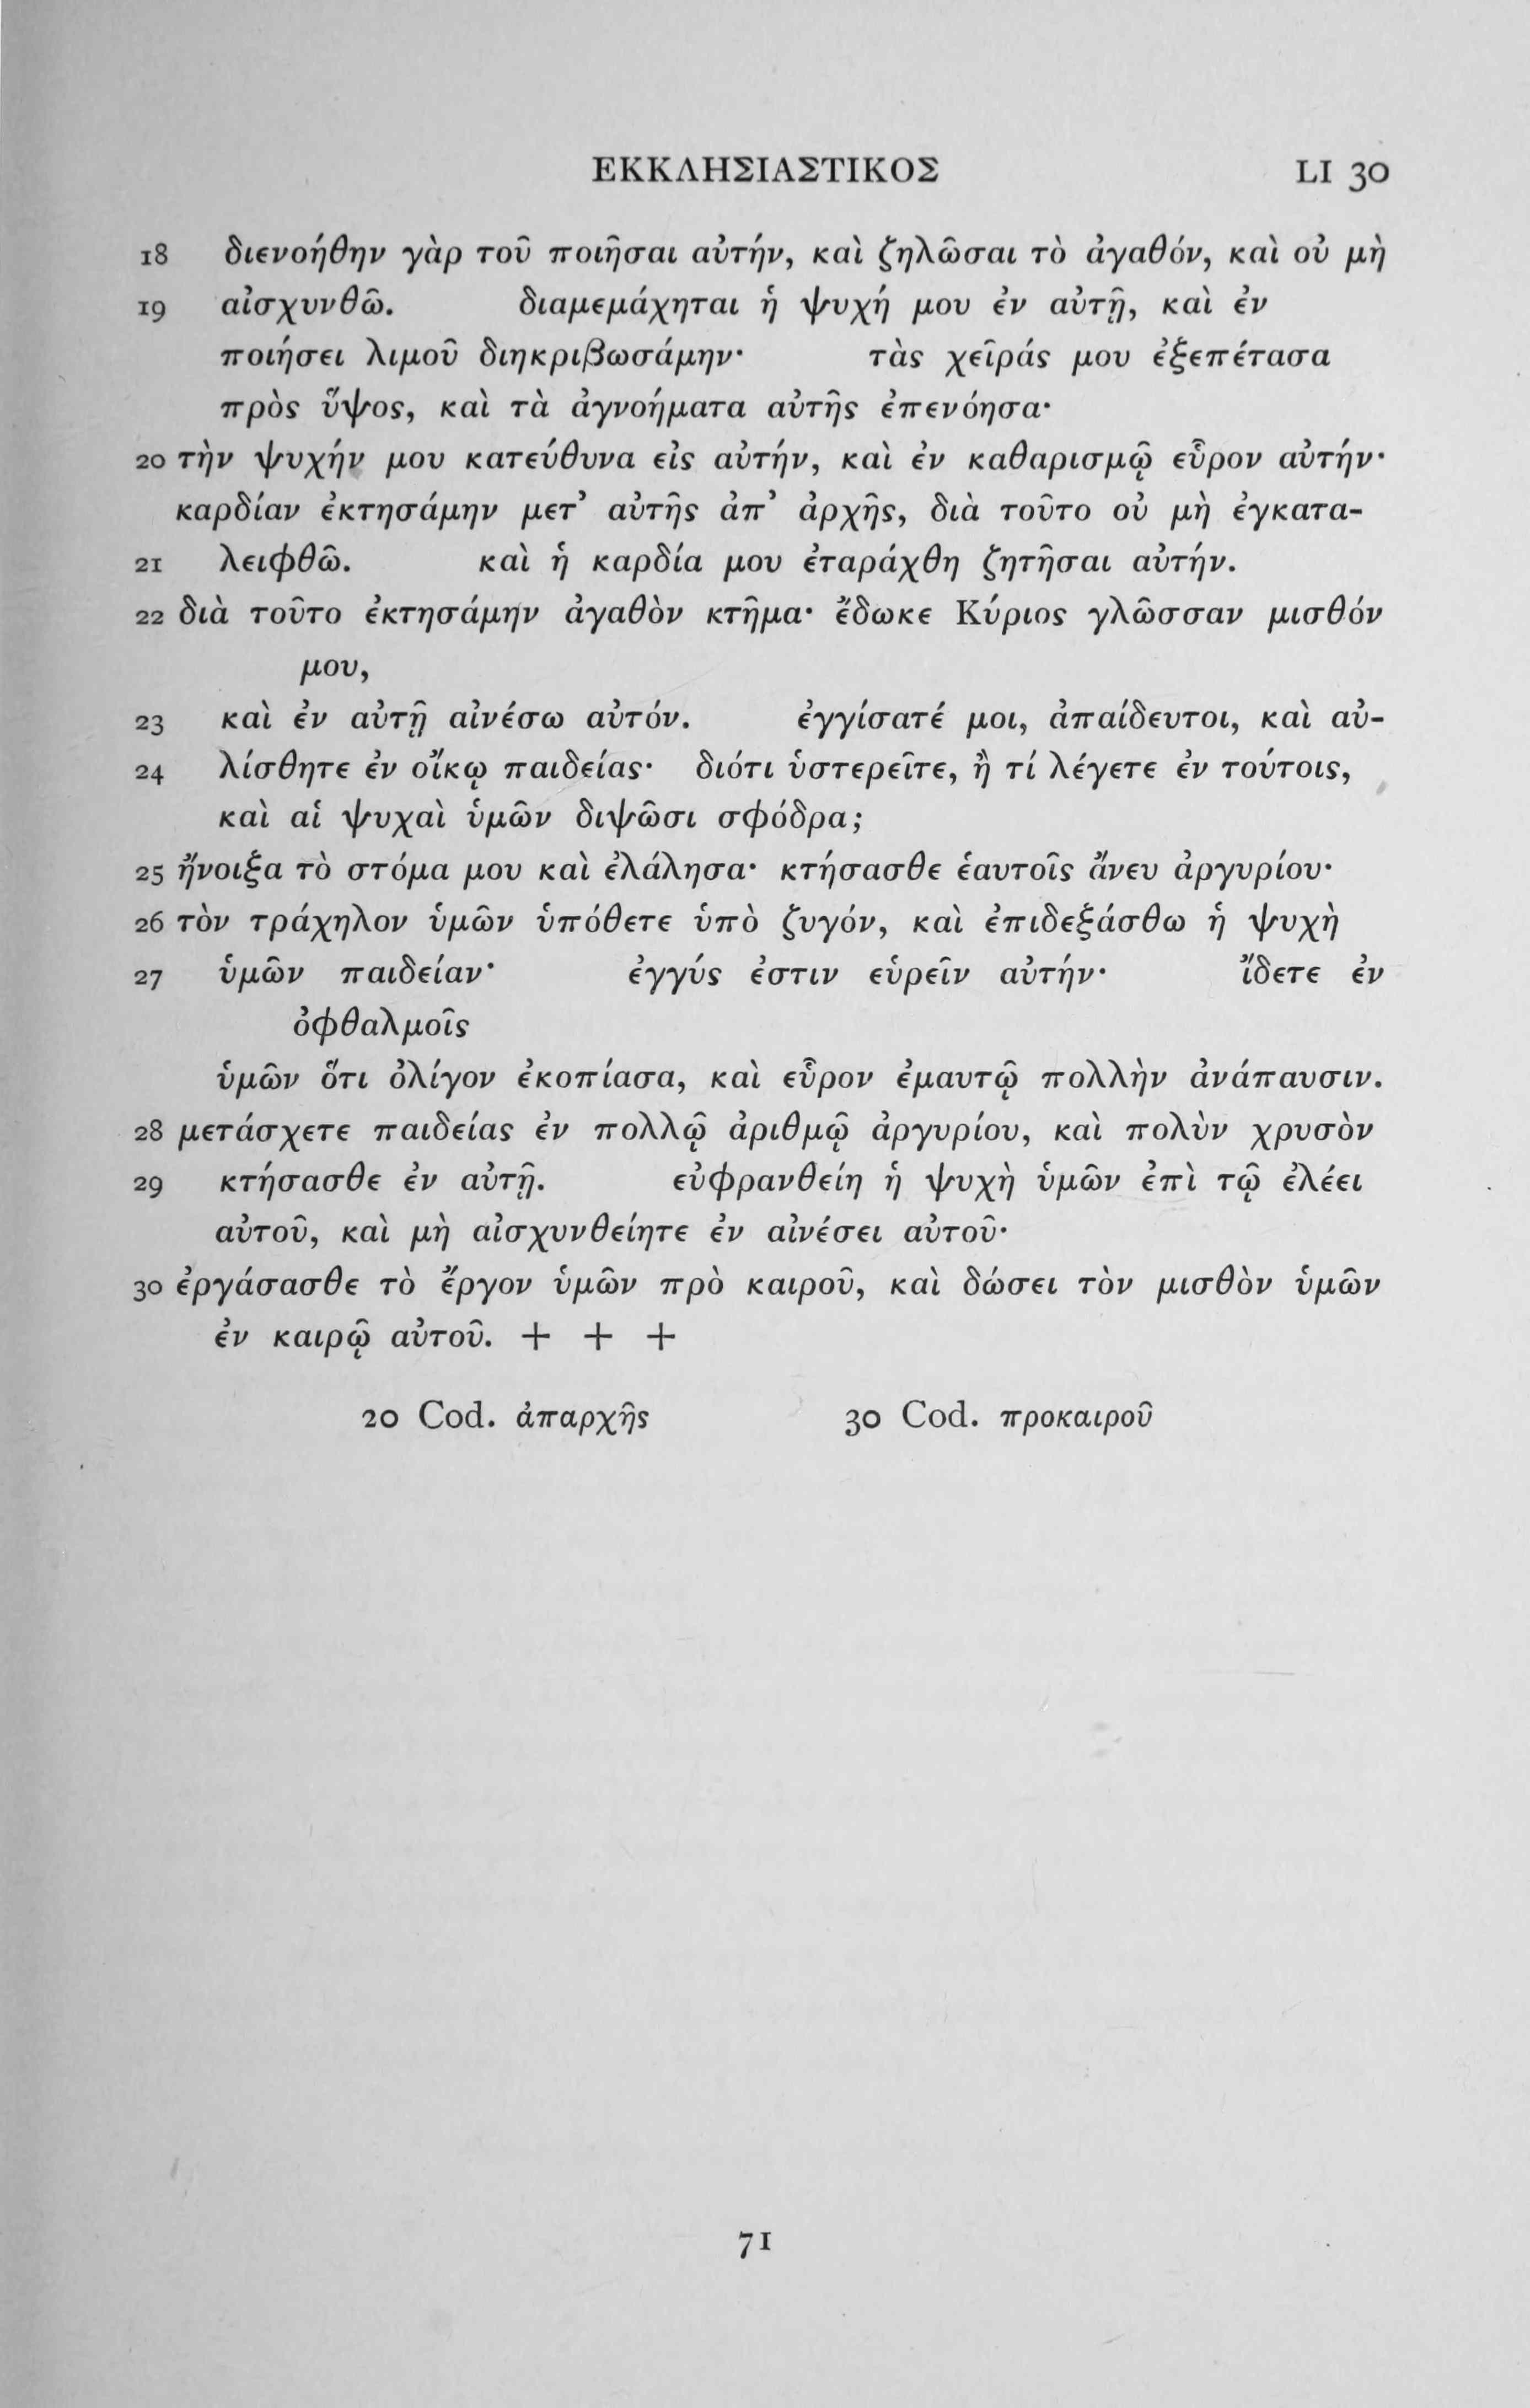 ΕΚΚΛΗΣΙΑΣΤΙΚΟΣ LI 30
18 διενοήθην γὰρ τοῦ ποιῆσαι αὐτήν, καὶ ζηλῶσαι τὸ ἀγαθόν, καὶ οὐ μὴ
19 αἰσχυνθῶ. διαμεμάχηται ἡ ψυχή μου ἐν αὐτῇ, καὶ ἐν
ποιήσει λιμοῦ διηκριβωσάμην· τὰς χεῖράς μου ἐξεπέτασα
πρὸς ὕψος, καὶ τὰ ἀγνοήματα αὐτῆς ἐπενόησα·
20 τὴν ψυχήν μου κατεύθυνα εἰς αὐτήν, καὶ ἐν καθαρισμῷ εὗρον αὐτήν·
καρδίαν ἐκτησάμην μετ’ αὐτῆς ἀπ’ ἀρχῆς, διὰ τοῦτο οὐ μὴ ἐγκατα-
21 λειφθῶ. καὶ ἡ καρδία μου ἐταράχθη ζητῆσαι αὐτήν.
22 διὰ τοῦτο ἐκτησάμην ἀγαθὸν κτῆμα· ἔδωκε Κύριος γλῶσσαν μισθόν
μου,
23 καὶ ἐν αὐτῇ αἰνέσω αὐτόν. ἐγγίσατέ μοι, ἀπαίδευτοι, καὶ αὐ-
24 λίσθητε ἐν οἴκῳ παιδείας· διότι ὑστερεῖτε, ἢ τί λέγετε ἐν τούτοις,
καὶ αἱ ψυχαὶ ὑμῶν διψῶσι σφόδρα;
25 ἤνοιξα τὸ στόμα μου καὶ ἐλάλησα· κτήσασθε ἑαυτοῖς ἄνευ ἀργυρίου·
26 τὸν τράχηλον ὑμῶν ὑπόθετε ὑπὸ ζυγόν, καὶ ἐπιδεξάσθω ἡ ψυχὴ
27 ὑμῶν παιδείαν· ἐγγύς ἐστιν εὑρεῖν αὐτήν· ἴδετε ἐν
ὀφθαλμοῖς
ὑμῶν ὅτι ὀλίγον ἐκοπίασα, καὶ εὗρον ἐμαυτῷ πολλὴν ἀνάπαυσιν.
28 μετάσχετε παιδείας ἐν πολλῷ ἀριθμῷ ἀργυρίου, καὶ πολὺν χρυσὸν
29 κτήσασθε ἐν αὐτῇ. εὐφρανθείη ἡ ψυχὴ ὑμῶν ἐπὶ τῷ ἐλέει
αὐτοῦ, καὶ μὴ αἰσχυνθείητε ἐν αἰνέσει αὐτοῦ·
30 ἐργάσασθε τὸ ἔργον ὑμῶν πρὸ καιροῦ, καὶ δώσει τὸν μισθὸν ὑμῶν
ἐν καιρῷ αὐτοῦ. + + +
20 Cod. ἀπαρχῆς 30 Cod. προκαιροῦ
71